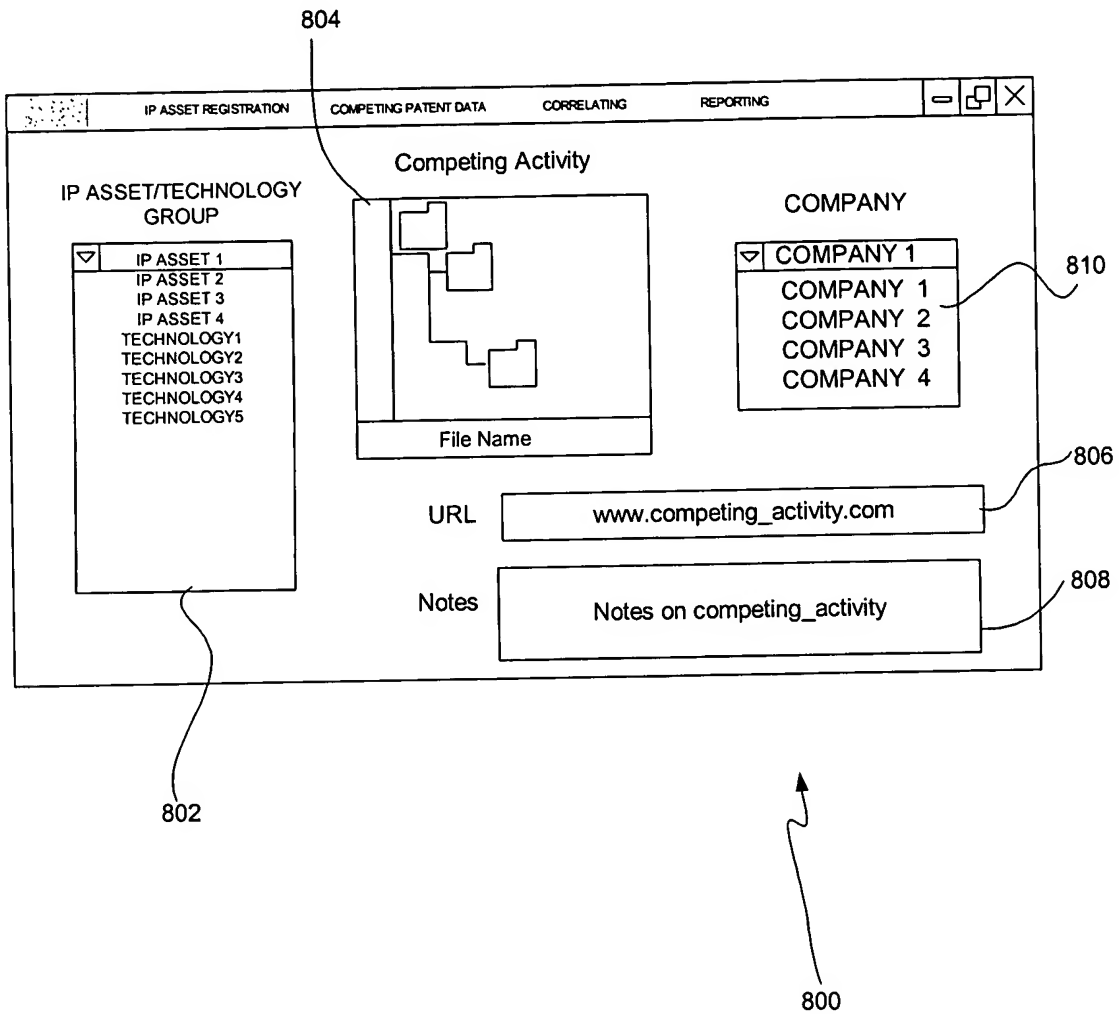 804
IP ASSET REGISTRATION COMPETING PATENT DATA CORRELATING REPORTING
Competing Activity
IP ASSET/TECHNOLOGY
GROUP
COMPANY
IP ASSET 1
IP ASSET 2
IP ASSET 3
IP ASSET 4
TECHNOLOGY1
TECHNOLOGY2
TECHNOLOGY3
TECHNOLOGY4
TECHNOLOGY5
File Name
COMPANY 1
COMPANY 1
COMPANY 2
COMPANY 3
COMPANY 4
810
URL www.competing_activity.com
806
Notes Notes on competing_activity
808
802
800